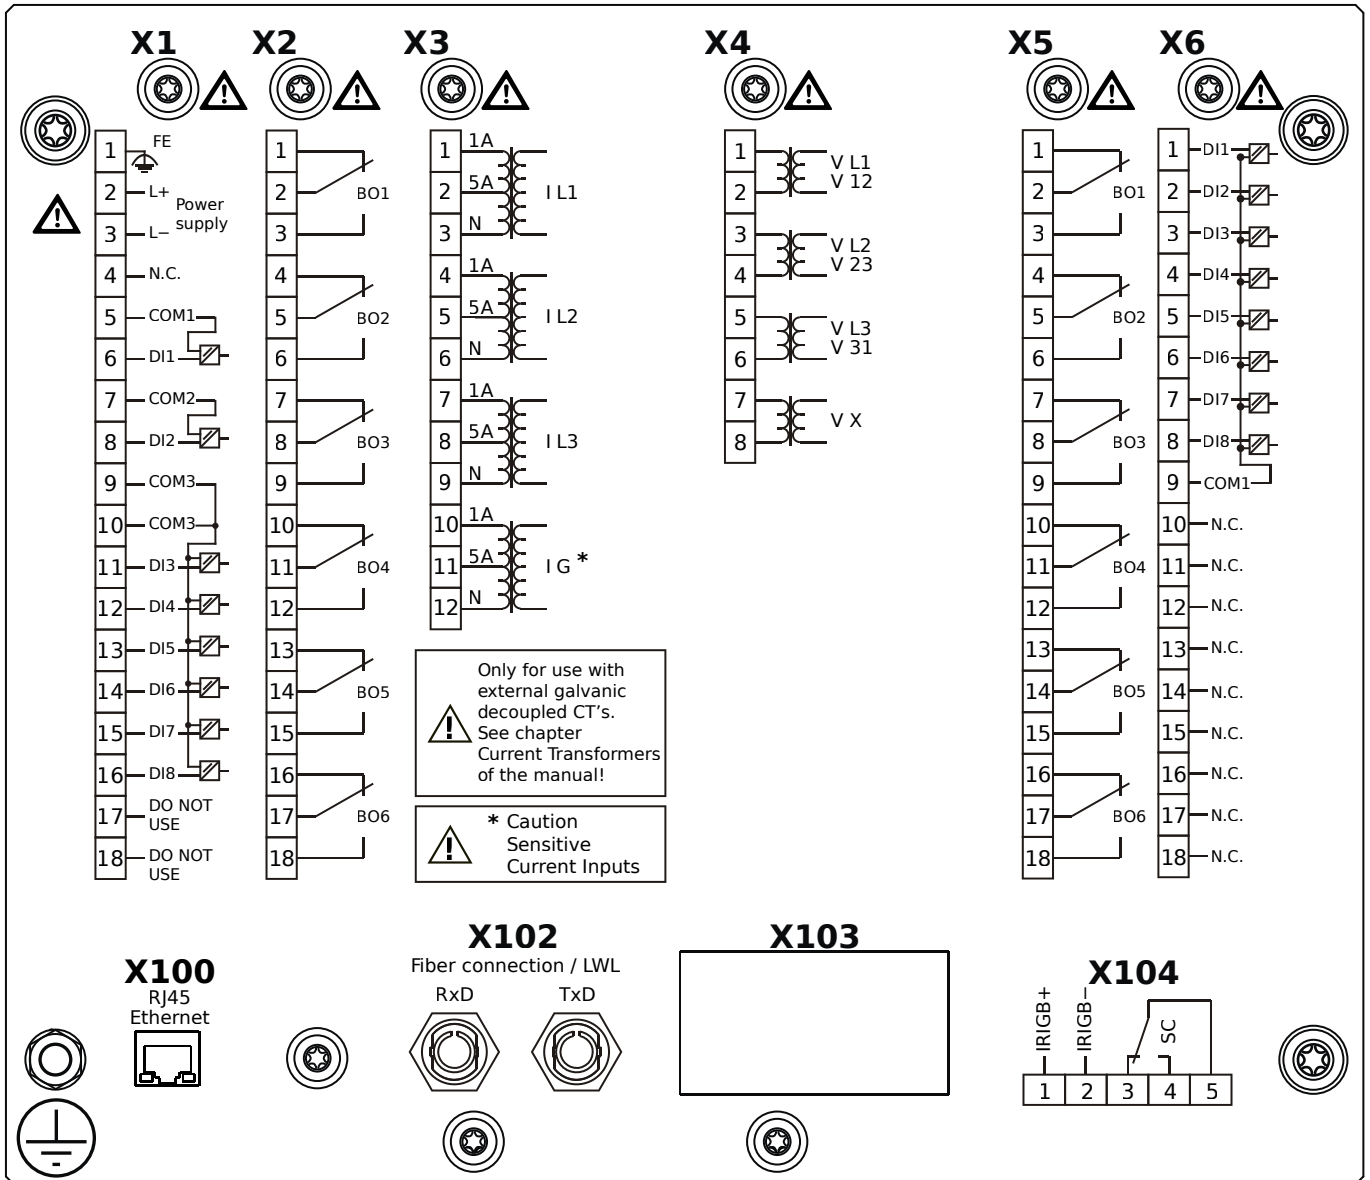 X1
X2
X3
X4
X5
X6
1 FE
2 L+
Power
supply
3 L−
4 N.C.
5 COM1
6 DI1
7 COM2
8 DI2
9 COM3
10 COM3
11 DI3
12 DI4
13 DI5
14 DI6
15 DI7
16 DI8
17 DO NOT
USE
18 DO NOT
USE
1
2 BO1
3
4
5 BO2
6
7
8 BO3
9
10
11 BO4
12
13
14 BO5
15
16
17 BO6
18
1 1A
2 5A I L1
3 N
4 1A
5 5A I L2
6 N
7 1A
8 5A I L3
9 N
10 1A
11 5A I G *
12 N
Only for use with
external galvanic
decoupled CT's.
See chapter
Current Transformers
of the manual!
* Caution
Sensitive
Current Inputs
1 V L1
2 V 12
3 V L2
4 V 23
5 V L3
6 V 31
7 V X
8
1
2 BO1
3
4
5 BO2
6
7
8 BO3
9
10
11 BO4
12
13
14 BO5
15
16
17 BO6
18
1 DI1
2 DI2
3 DI3
4 DI4
5 DI5
6 DI6
7 DI7
8 DI8
9 COM1
10 N.C.
11 N.C.
12 N.C.
13 N.C.
14 N.C.
15 N.C.
16 N.C.
17 N.C.
18 N.C.
X100
RJ45
Ethernet
X102
Fiber connection / LWL
RxD TxD
X103
X104
IRIGB+
IRIGB−
SC
1 2 3 4 5